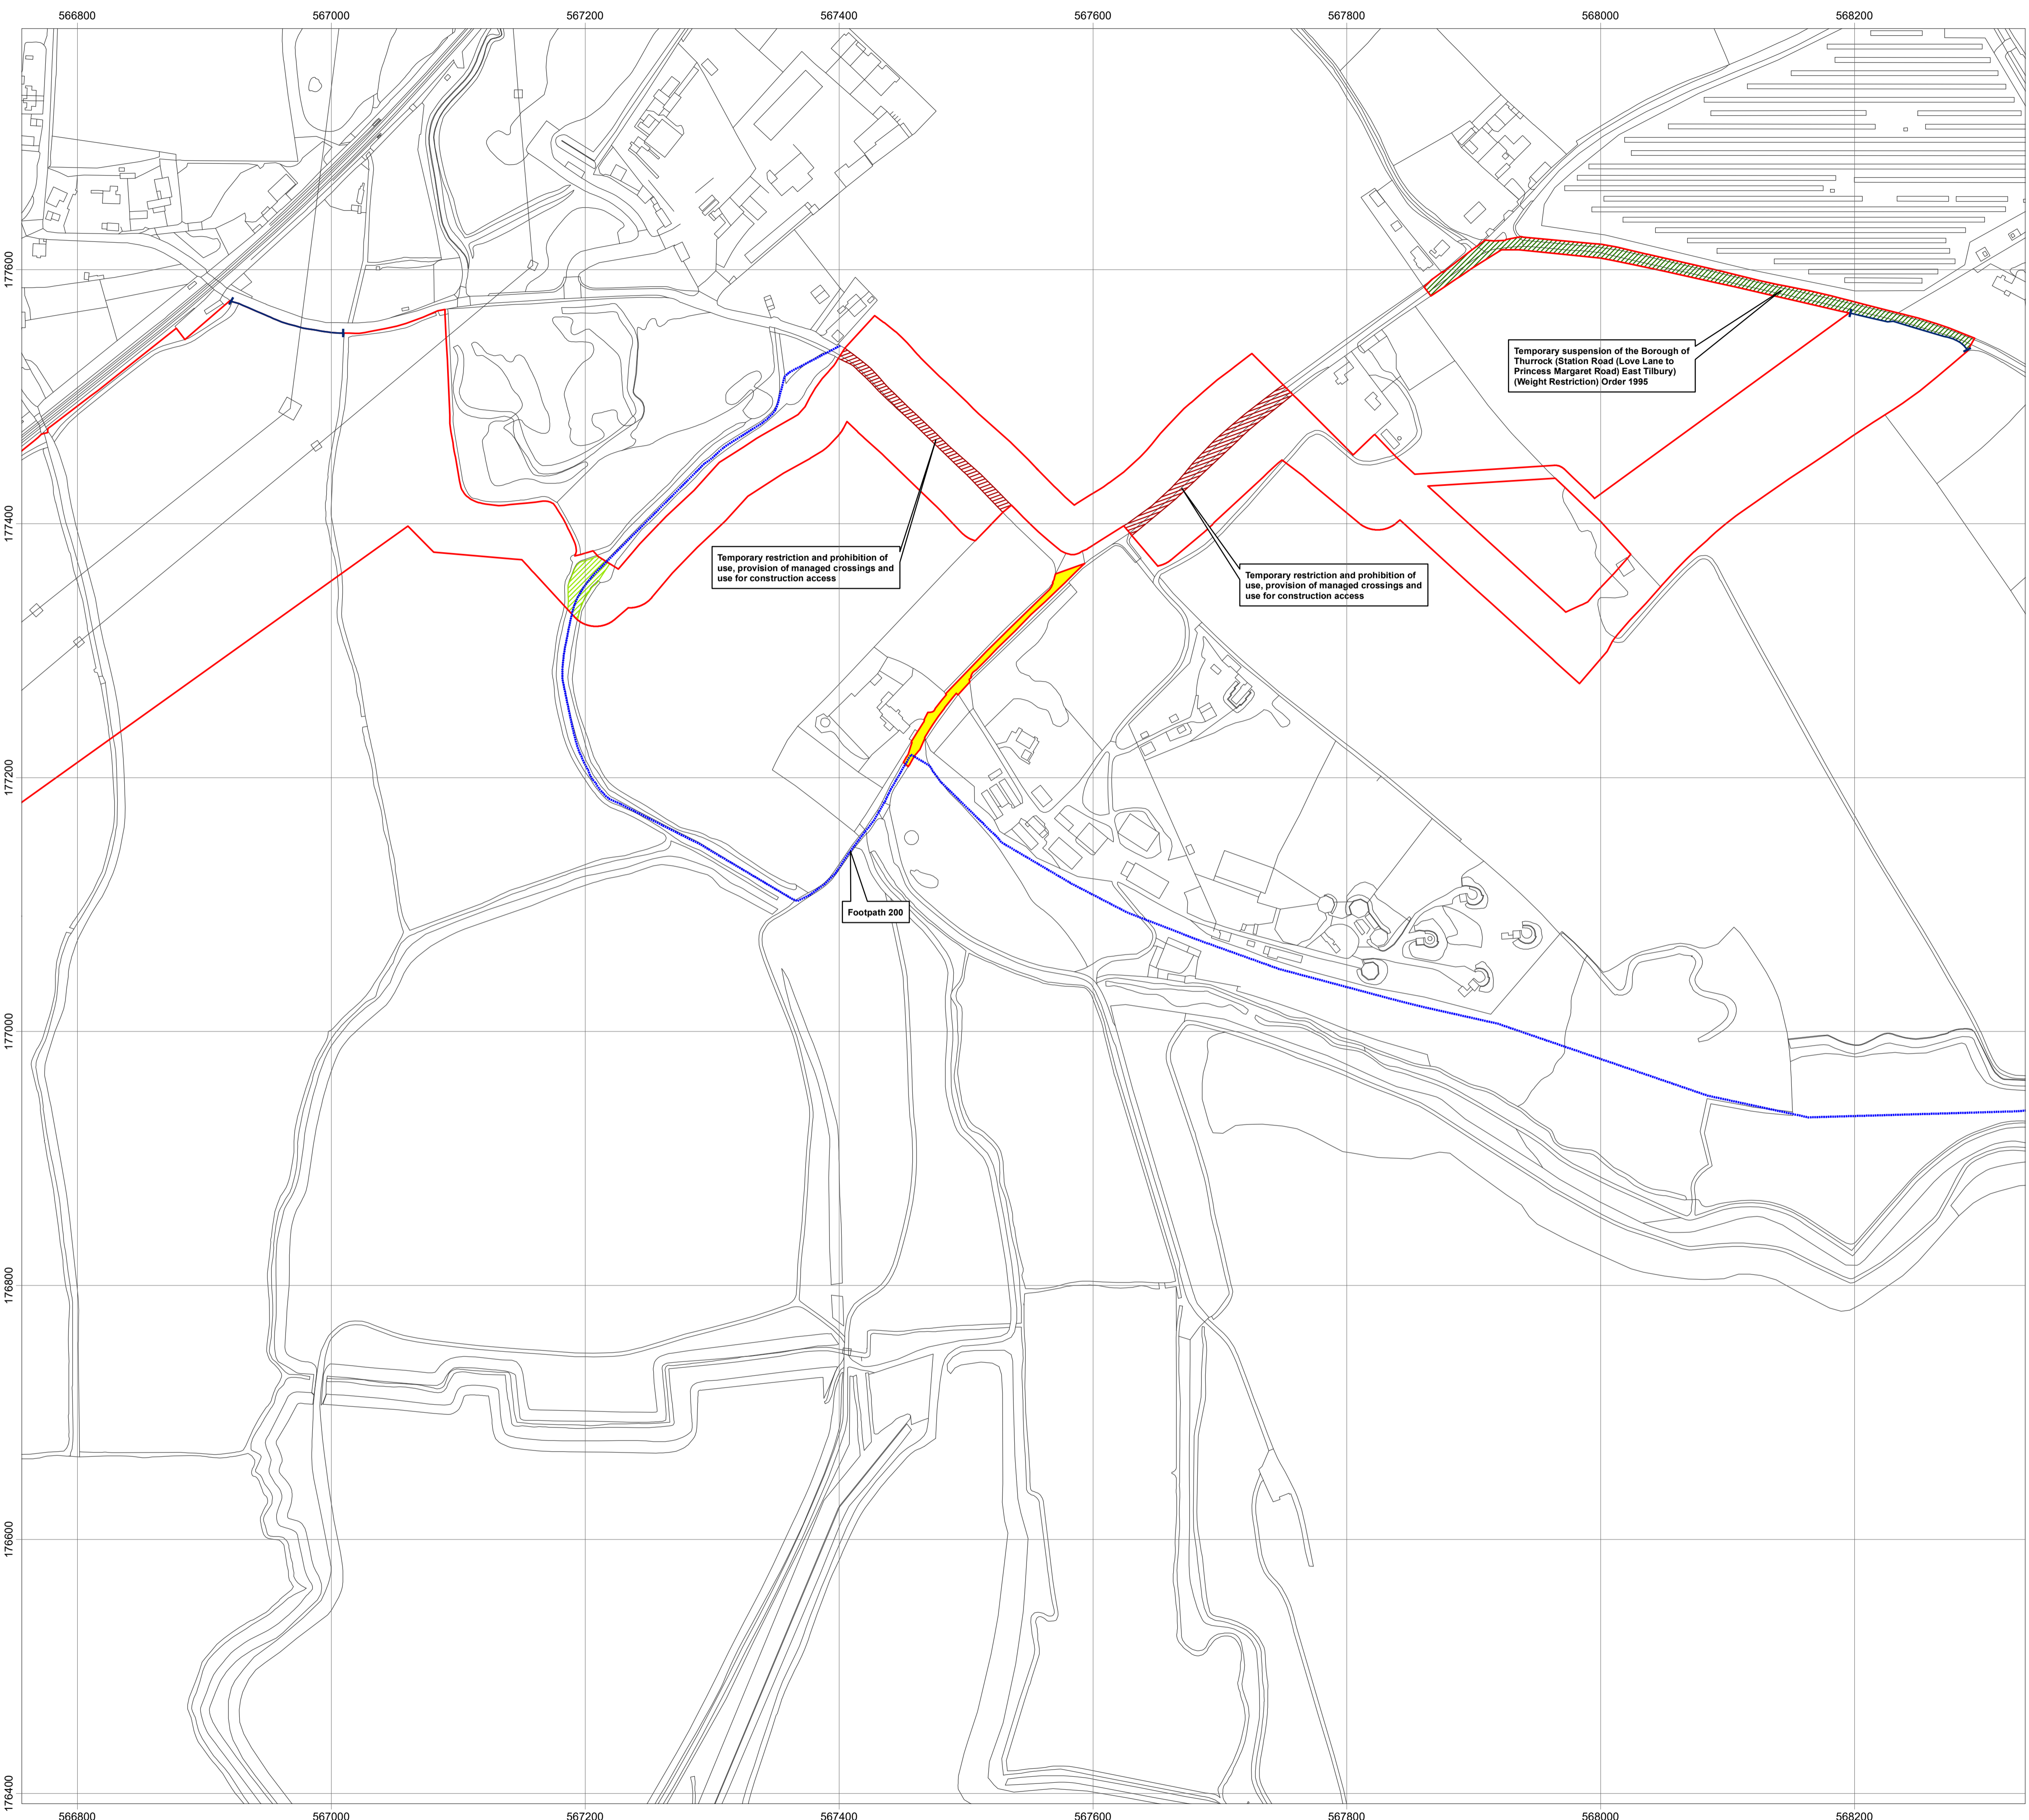 566800 567000 567200 567400 567600 567800 568000 568200
177600
177400
177200
177000
176800
176600
176400
Temporary suspension of the Borough of
Thurrock (Station Road (Love Lane to
Princess Margaret Road) East Tilbury)
(Weight Restriction) Order 1995
Temporary restriction and prohibition of
use, provision of managed crossings and
use for construction access
Temporary restriction and prohibition of
use, provision of managed crossings and
use for construction access
Footpath 200
566800 567000 567200 567400 567600 567800 568000 568200